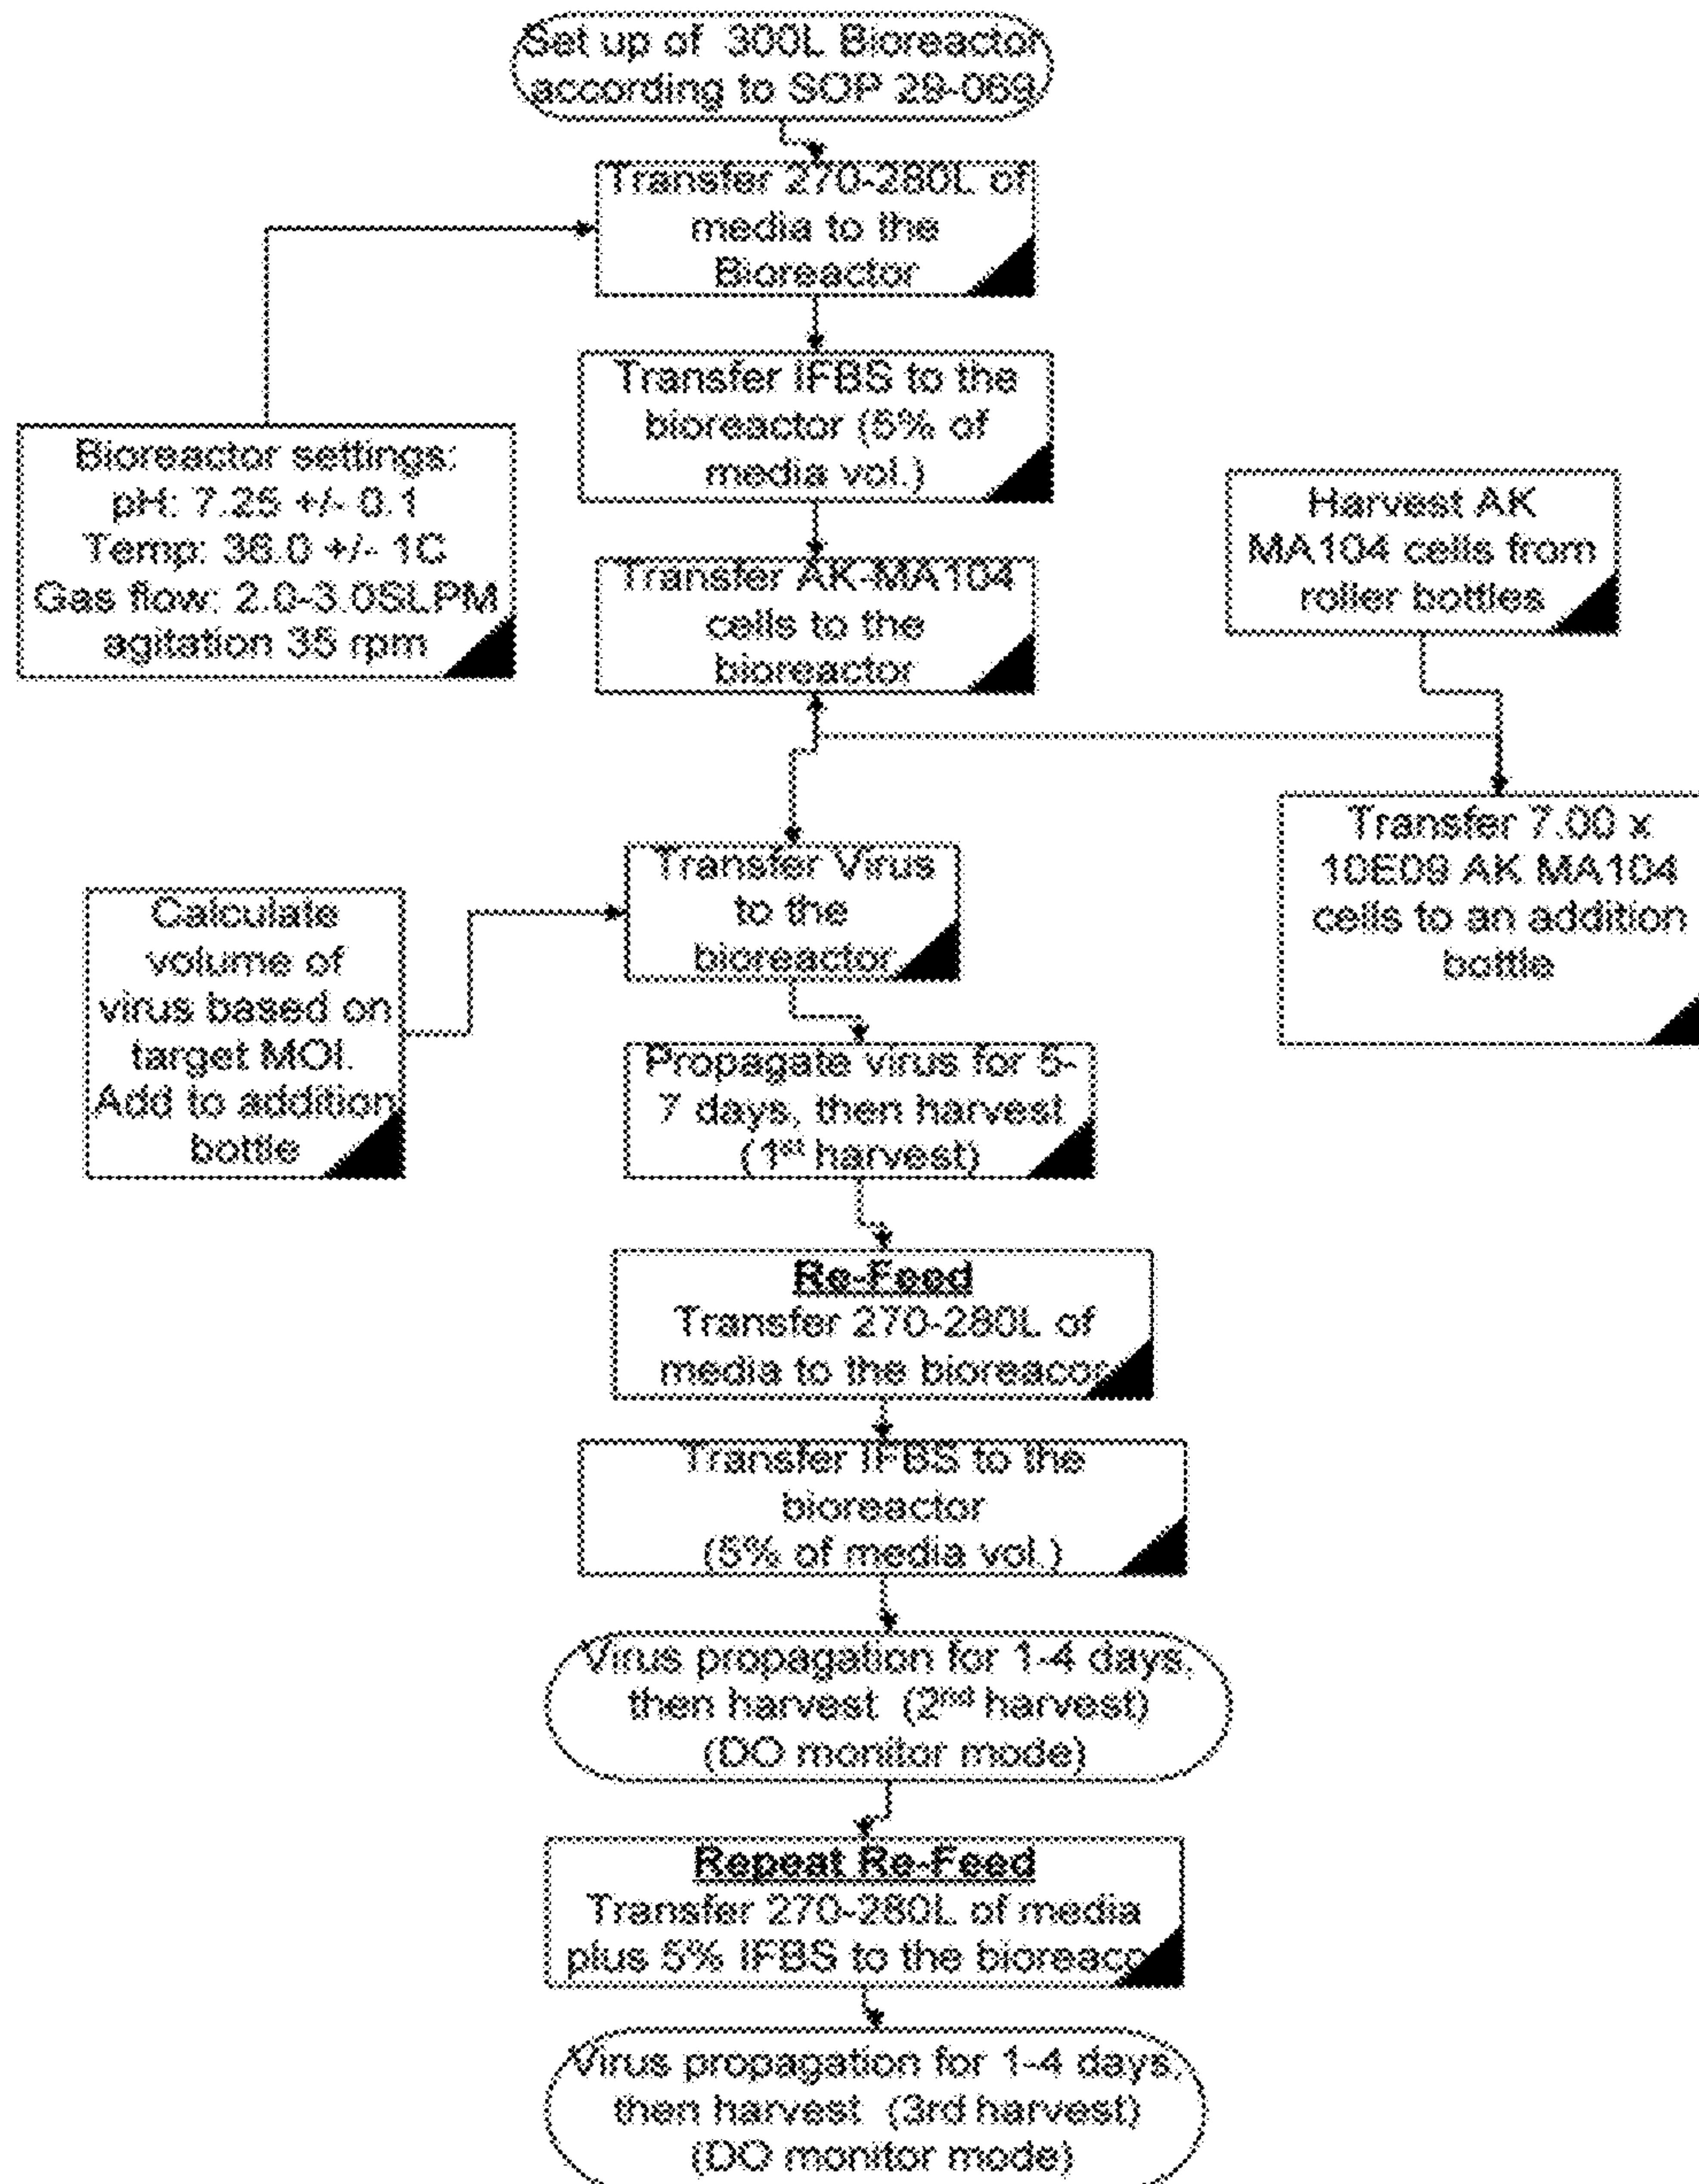 Set up of 300L Bioreactor
according to SOP 29-069
Transfer 270-280L of
media to the
Bioreactor
Transfer IFBS to the
bioreactor (5% of
media vol.)
Bioreactor settings:
pH: 7.25 +/- 0.1
Temp: 36.0 +/- 1C
Gas flow: 2.0-3.0SLPM
agitation 35 rpm
Harvest AK
MA104 cells from
roller bottles
Transfer AK-MA104
cells to the
bioreactor
Transfer 7.00 x
10E09 AK MA104
cells to an addition
bottle
Transfer Virus
to the
bioreactor
Calculate
volume of
virus based on
target MOI.
Add to addition
bottle
Propagate virus for 5-
7 days, then harvest
(1st harvest)
Re-Feed
Transfer 270-280L of
media to the bioreacor
Transfer IFBS to the
bioreactor
(5% of media vol.)
Virus propagation for 1-4 days,
then harvest (2nd harvest)
(DO monitor mode)
Repeat Re-Feed
Transfer 270-280L of media
plus 5% IFBS to the
Virus propagation for 1-4 days,
then harvest (3rd harvest)
(DO monitor mode)